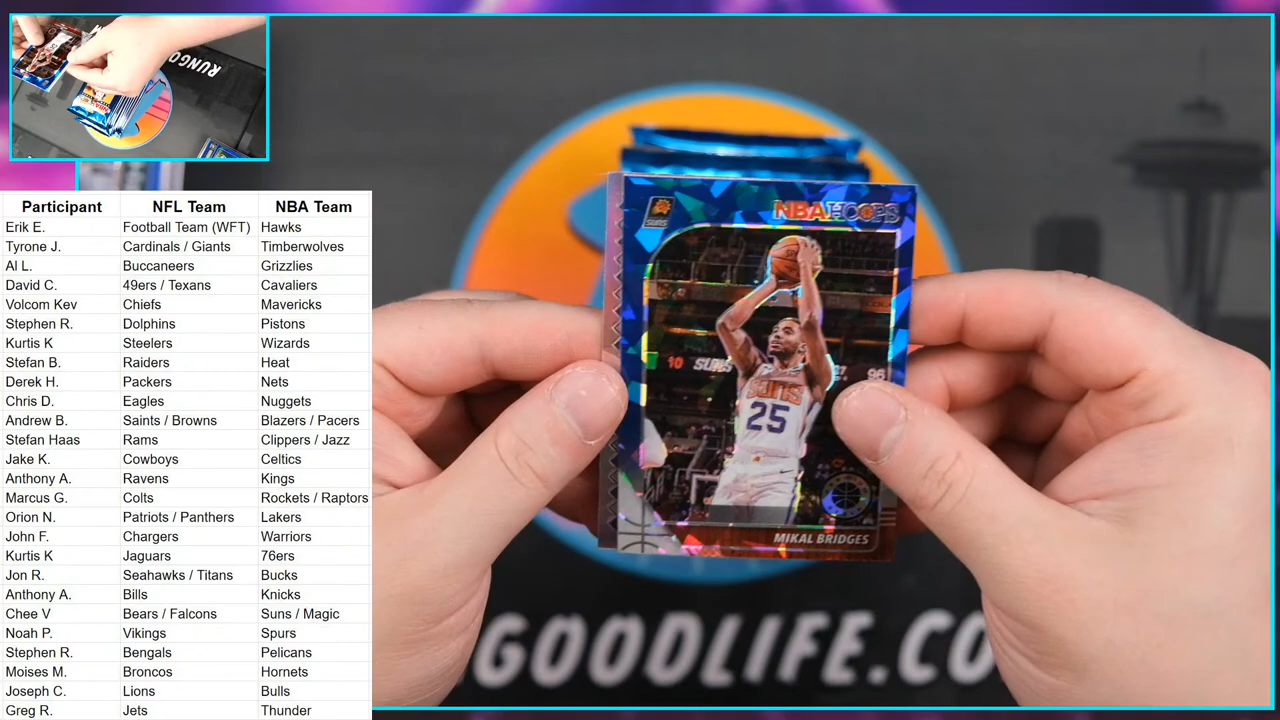 RUNGO
Participant NFL Team NBA Team
Erik E. Football Team (WFT) Hawks
Tyrone J. Cardinals / Giants Timberwolves
Al L. Buccaneers Grizzlies
David C. 49ers / Texans Cavaliers
Volcom Kev Chiefs Mavericks
Stephen R. Dolphins Pistons
Kurtis K Steelers Wizards
Stefan B. Raiders Heat
Derek H. Packers Nets
Chris D. Eagles Nuggets
Andrew B. Saints / Browns Blazers / Pacers
Stefan Haas Rams Clippers / Jazz
Jake K. Cowboys Celtics
Anthony A. Ravens Kings
Marcus G. Colts Rockets / Raptors
Orion N. Patriots / Panthers Lakers
John F. Chargers Warriors
Kurtis K Jaguars 76ers
Jon R. Seahawks / Titans Bucks
Anthony A. Bills Knicks
Chee V Bears / Falcons Suns / Magic
Noah P. Vikings Spurs
Stephen R. Bengals Pelicans
Moises M. Broncos Hornets
Joseph C. Lions Bulls
Greg R. Jets Thunder
SUNS
NBA HOOPS
10 SUNS 96
SUNS
25
MIKAL BRIDGES
GOODLIFE.CO